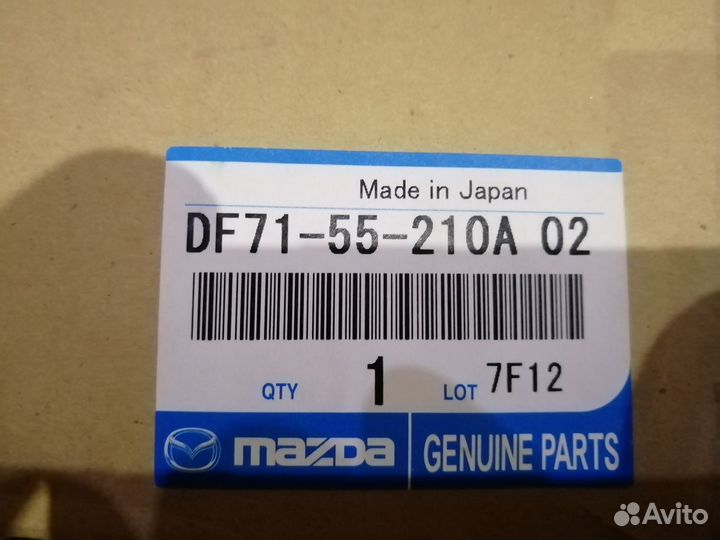 Made in Japan
DF71-55-210A 02
QTY 1 LOT 7F12
mazda GENUINE PARTS
Avito